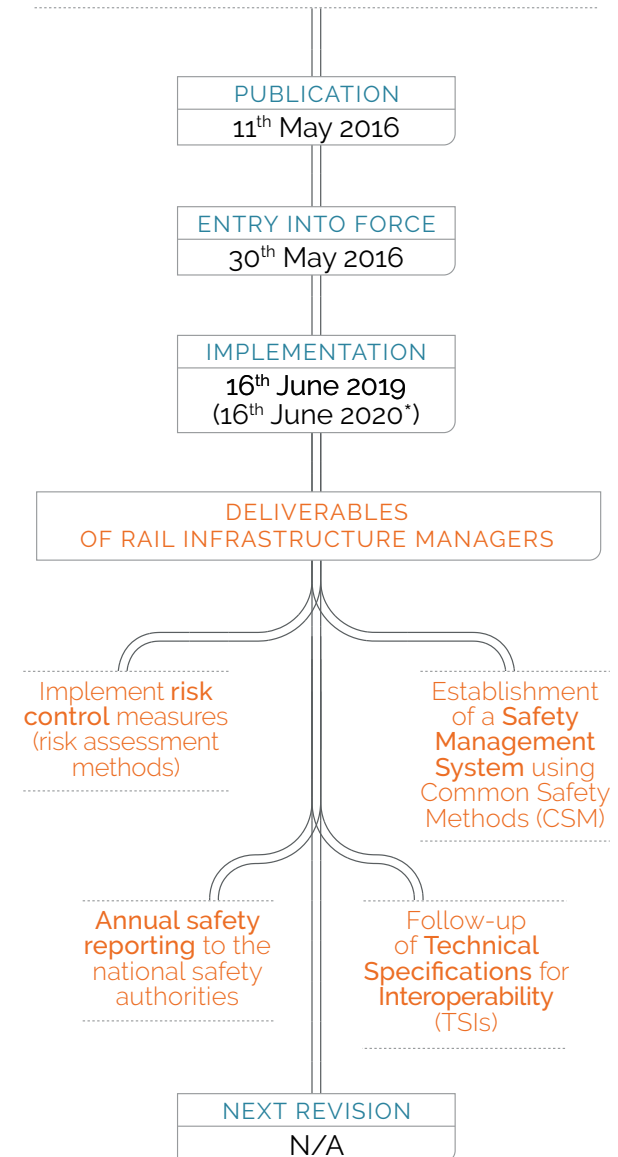 PUBLICATION
11th May 2016
ENTRY INTO FORCE
30th May 2016
IMPLEMENTATION
16th June 2019
(16th June 2020*)
DELIVERABLES
OF RAIL INFRASTRUCTURE MANAGERS
Implement risk
control measures
(risk assessment
methods)
Establishment
of a Safety
Management
System using
Common Safety
Methods (CSM)
Annual safety
reporting to the
national safety
authorities
Follow-up
of Technical
Specifications for
Interoperability
(TSIs)
NEXT REVISION
N/A